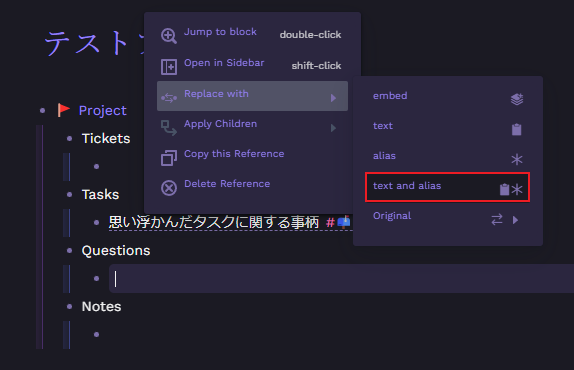 テスト
Jump to block double-click
Open in Sidebar shift-click
Replace with
Apply Children
Copy this Reference
Delete Reference
embed
text
alias
text and alias
Original
Project
Tickets
Tasks
思い浮かんだタスクに関する事柄 #📫
Questions
Notes